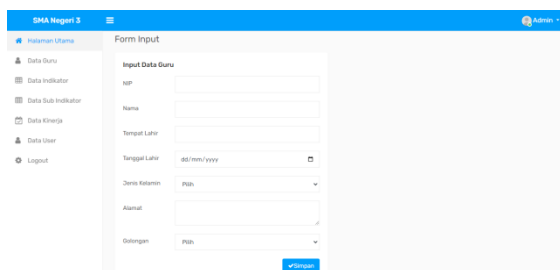 SMA Negeri 3
Admin
Halaman Utama
Data Guru
Data Indikator
Data Sub Indikator
Data Kinerja
Data User
Logout
Form Input
Input Data Guru
NIP
Nama
Tempat Lahir
Tanggal Lahir
dd/mm/yyyy
Jenis Kelamin
Pilih
Alamat
Golongan
Pilih
Simpan